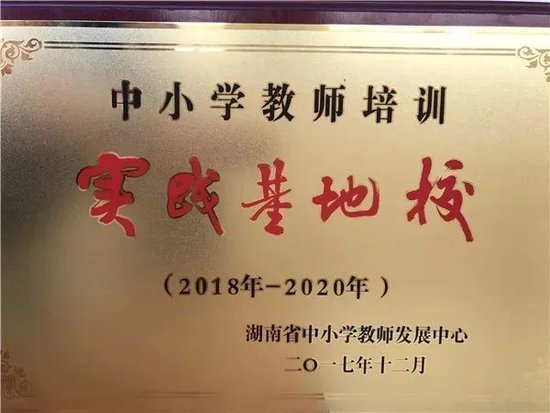 中小学教师培训
实践基地校
（2018年-2020年）
湖南省中小学教师发展中心
二〇一七年十二月